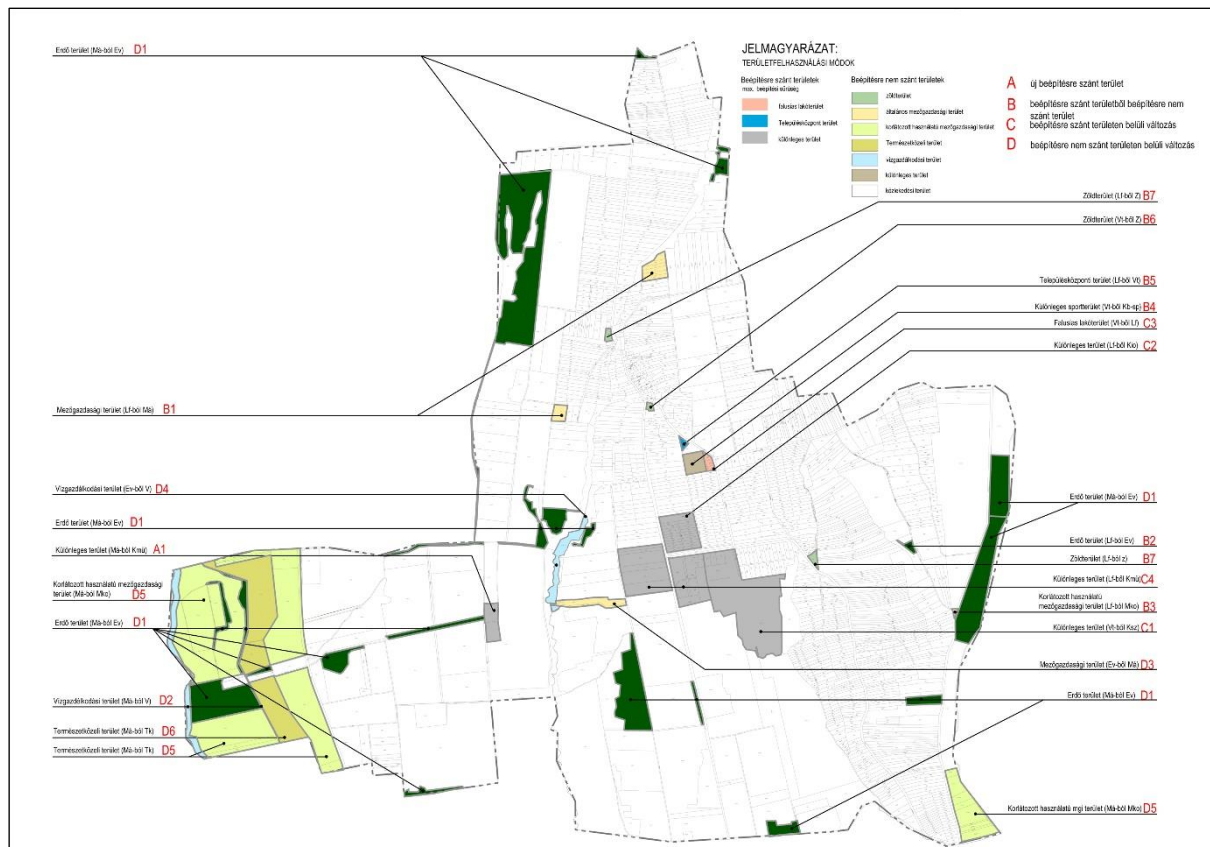 JELMAGYARÁZAT:
TERÜLETFELHASZNÁLÁSI MÓDOK
Beépítésre szánt területek
max. beépítési sűrűség
falusias lakóterület
Településközpont terület
különleges terület
Beépítésre nem szánt területek
zöldterület
általános mezőgazdasági terület
korlátozott használatú mezőgazdasági terület
Természetközeli terület
vízgazdálkodási terület
különleges terület
közlekedési terület
A új beépítésre szánt terület
B beépítésre szánt területből beépítésre nem
szánt terület
C beépítésre szánt területen belüli változás
D beépítésre nem szánt területen belüli változás
Erdő terület (Má-ból Ev) D1
Mezőgazdasági terület (Lf-ból Má) B1
Vízgazdálkodási terület (Ev-ből V) D4
Erdő terület (Má-ból Ev) D1
Különleges terület (Má-ból Kmü) A1
Korlátozott használatú mezőgazdasági
terület (Má-ból Mko) D5
Erdő terület (Má-ból Ev) D1
Vízgazdálkodási terület (Má-ból V) D2
Természetközeli terület (Má-ból Tk) D6
Természetközeli terület (Má-ból Tk) D5
Zöldterület (Lf-ből Z) B7
Zöldterület (Vt-ből Z) B6
Településközponti terület (Lf-ből Vt) B5
Különleges sportterület (Vt-ből Kb-sp) B4
Falusias lakóterület (Vt-ből Lf) C3
Különleges terület (Lf-ből Kio) C2
Erdő terület (Má-ból Ev) D1
Erdő terület (Lf-ből Ev) B2
Zöldterület (Lf-ből z) B7
Különleges terület (Lf-ből Kmü) C4
Korlátozott használatú
mezőgazdasági terület (Lf-ből Mko) B3
Különleges terület (Vt-ből Ksz) C1
Mezőgazdasági terület (Ev-ből Má) D3
Erdő terület (Má-ból Ev) D1
Korlátozott használatú mgi terület (Má-ból Mko) D5